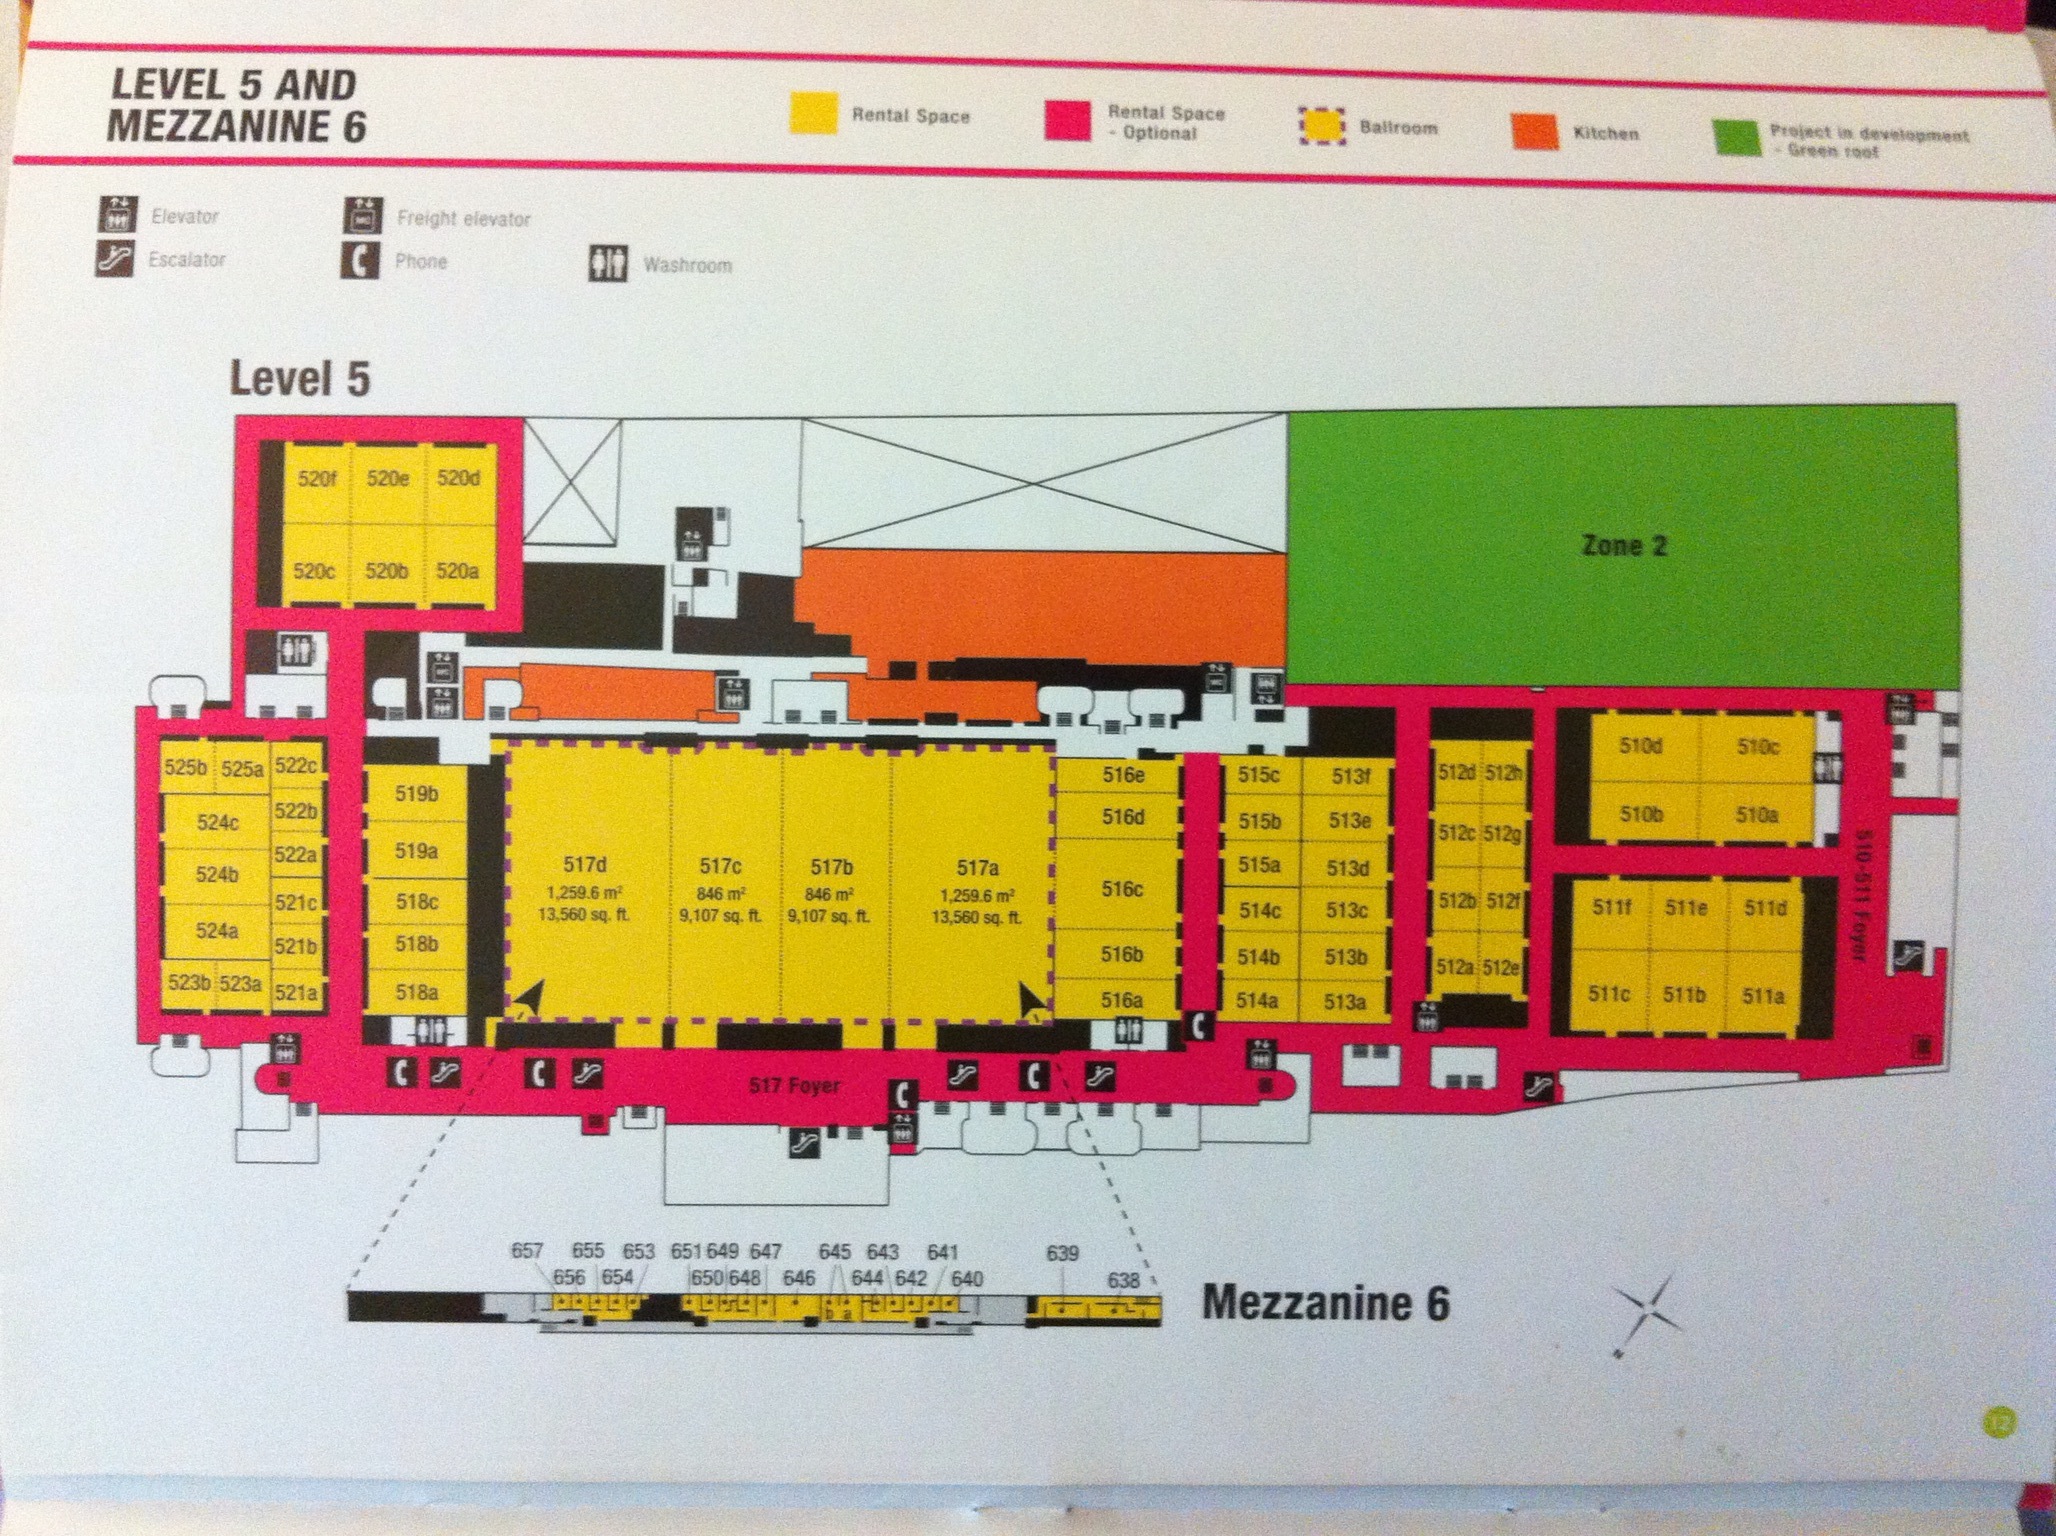 LEVEL 5 AND
MEZZANINE 6
Rental Space
Rental Space
- Optional
Ballroom
Kitchen
Project in development
- Green roof
Elevator
Freight elevator
Escalator
Phone
Washroom
Level 5
520f 520e 520d
520c 520b 520a
Zone 2
525b 525a 522c
524c
522b
522a
524b
521c
524a
521b
523b 523a
521a
519b
519a
518c
518b
518a
517d
1,259.6 m²
13,560 sq. ft.
517c
846 m²
9,107 sq. ft.
517b
846 m²
9,107 sq. ft.
517a
1,259.6 m²
13,560 sq. ft.
516e
516d
516c
516b
516a
515c 513f
515b 513e
515a 513d
514c 513c
514b 513b
514a 513a
512d 512h
512c 512g
512b 512f
512a 512e
510d 510c
510b 510a
511f 511e 511d
511c 511b 511a
510-511 Foyer
517 Foyer
657 655 653 651 649 647 645 643 641 639
656 654 650 648 646 644 642 640 638
b a
Mezzanine 6
N
12